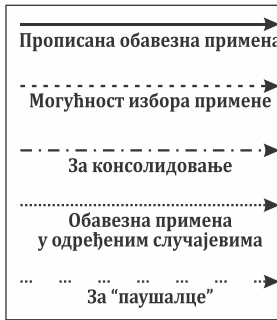 Прописана обавезна примена
Могућност избора примене
За консолидовање
Обавезна примена
у одређеним случајевима
За “паушалце”